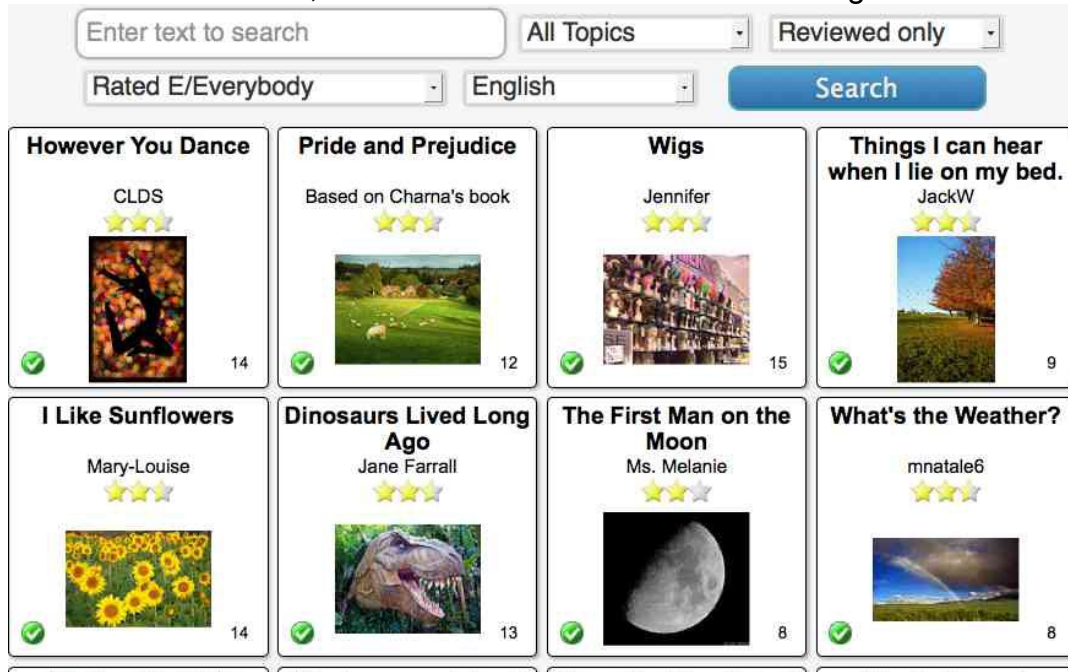 Enter text to search
All Topics
Reviewed only
Rated E/Everybody
English
Search
However You Dance
CLDS
14
Pride and Prejudice
Based on Charna's book
12
Wigs
Jennifer
15
Things I can hear
when I lie on my bed.
JackW
9
I Like Sunflowers
Mary-Louise
14
Dinosaurs Lived Long
Ago
Jane Farrall
13
The First Man on the
Moon
Ms. Melanie
8
What's the Weather?
mnatale6
8